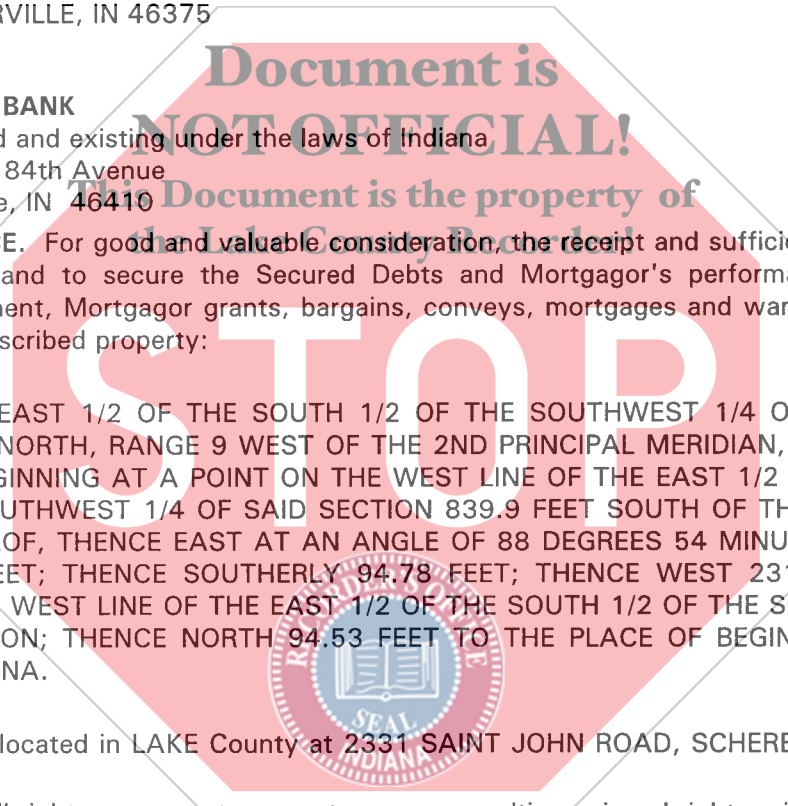 RVILLE, IN 46375
Document is
BANK
d and existing under the laws of Indiana
NOT OFFICIAL!
84th Avenue
This Document is the property of
e, IN 46410
the Lake County Recorder!
CE. For good and valuable consideration, the receipt and suffici
and to secure the Secured Debts and Mortgagor's performa
ent, Mortgagor grants, bargains, conveys, mortgages and war
scribed property:
STOP
EAST 1/2 OF THE SOUTH 1/2 OF THE SOUTHWEST 1/4 O
NORTH, RANGE 9 WEST OF THE 2ND PRINCIPAL MERIDIAN,
GINNING AT A POINT ON THE WEST LINE OF THE EAST 1/2
UTHWEST 1/4 OF SAID SECTION 839.9 FEET SOUTH OF TH
OF, THENCE EAST AT AN ANGLE OF 88 DEGREES 54 MINU
EET; THENCE SOUTHERLY 94.78 FEET; THENCE WEST 231
WEST LINE OF THE EAST 1/2 OF THE SOUTH 1/2 OF THE S
ON; THENCE NORTH 94.53 FEET TO THE PLACE OF BEGIN
NA.
RECORDER'S OFFICE
SEAL
INDIANA
located in LAKE County at 2331 SAINT JOHN ROAD, SCHERE